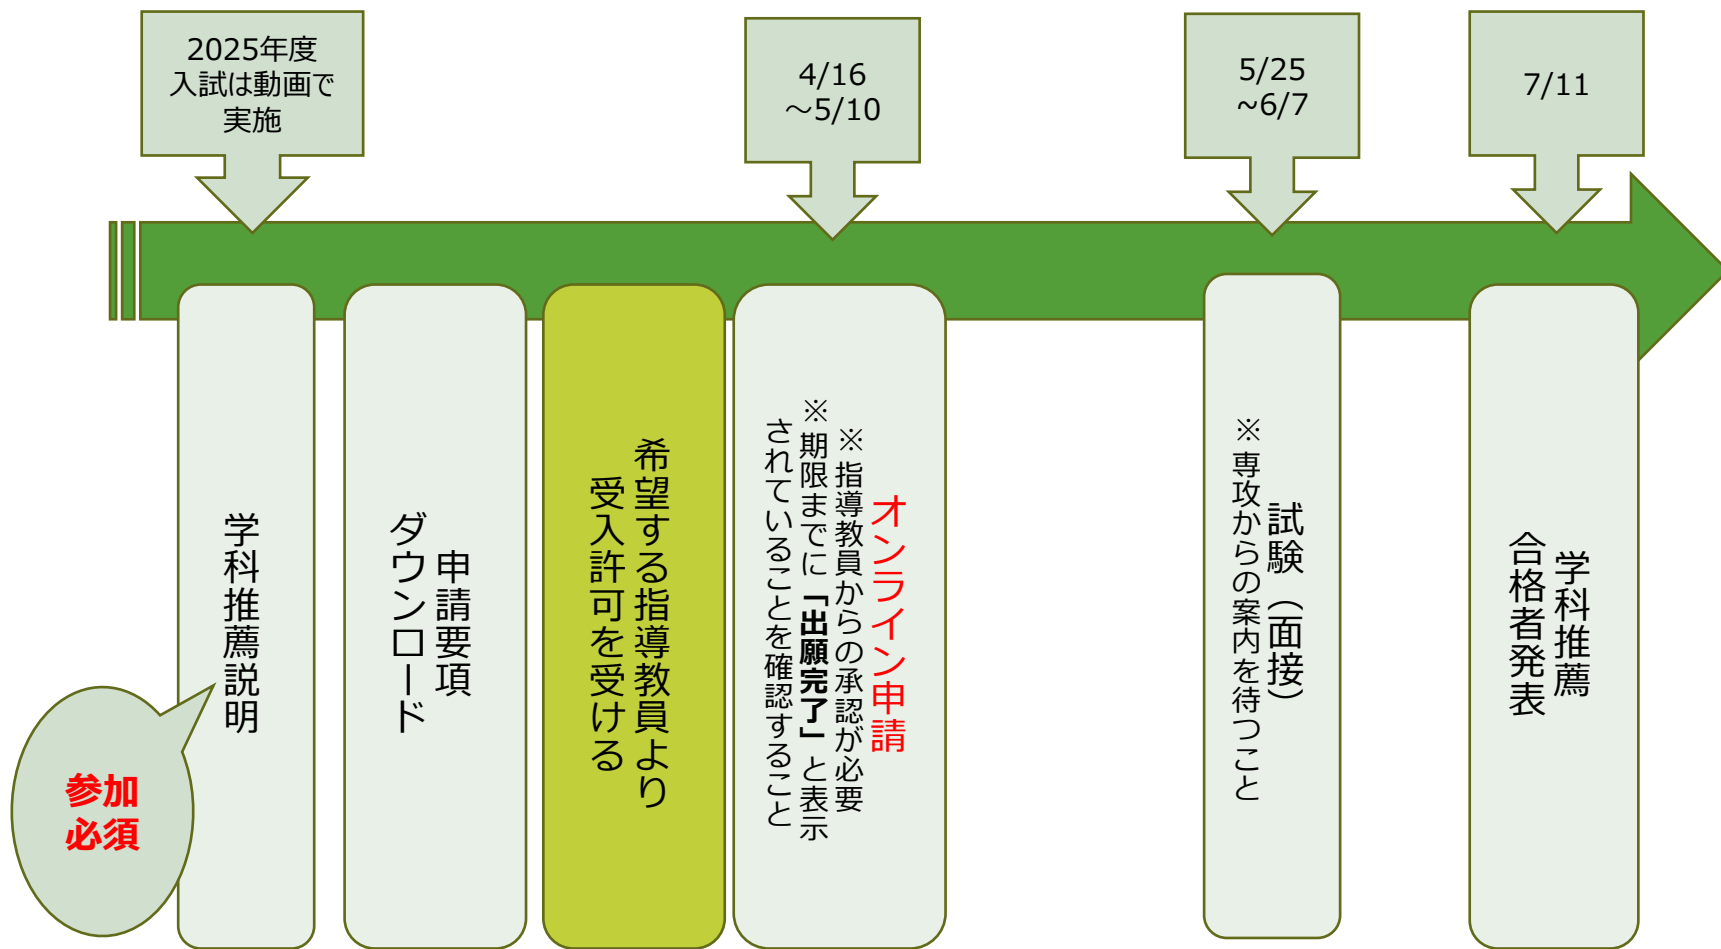 2025年度
入試は動画で
実施
4/16
～5/10
5/25
~6/7
7/11
学科推薦説明
参加
必須
申請要項
ダウンロード
希望する指導教員より
受入許可を受ける
オンライン申請
※指導教員からの承認が必要
※期限までに「出願完了」と表示
されていることを確認すること
試験（面接）
※専攻からの案内を待つこと
学科推薦
合格者発表